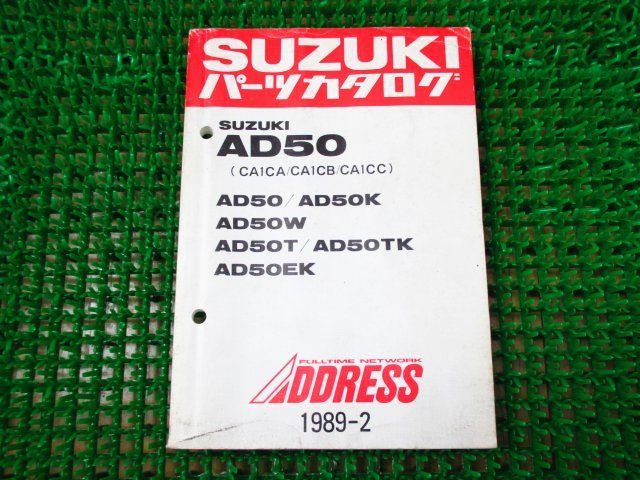 SUZUKI
パーツカタログ
SUZUKI
AD50
(CA1CA/CA1CB/CA1CC)
AD50/AD50K
AD50W
AD50T/AD50TK
AD50EK
FULLTIME NETWORK
ADDRESS
1989-2